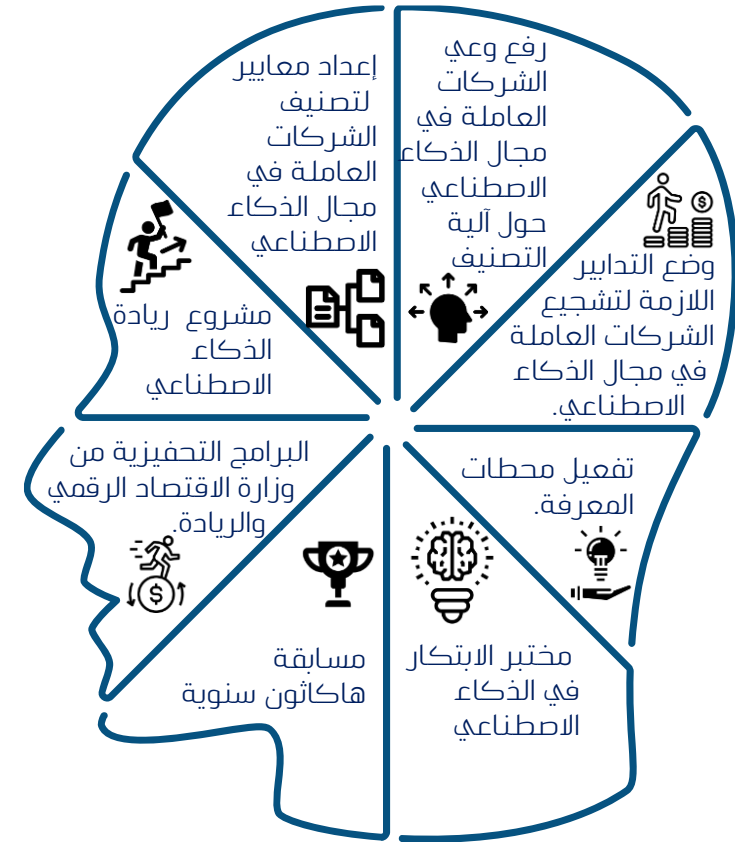 رفع وعي
الشركات
العاملة في
مجال الذكاء
الاصطناعي
حول آلية
التصنيف
وضع التدابير
اللازمة لتشجيع
الشركات العاملة
في مجال الذكاء
الاصطناعي.
تفعيل محطات
المعرفة.
مختبر الابتكار
في الذكاء
الاصطناعي
مسابقة
هاكاثون سنوية
البرامج التحفيزية من
وزارة الاقتصاد الرقمي
والريادة.
مشروع ريادة
الذكاء
الاصطناعي
إعداد معايير
لتصنيف
الشركات
العاملة في
مجال الذكاء
الاصطناعي